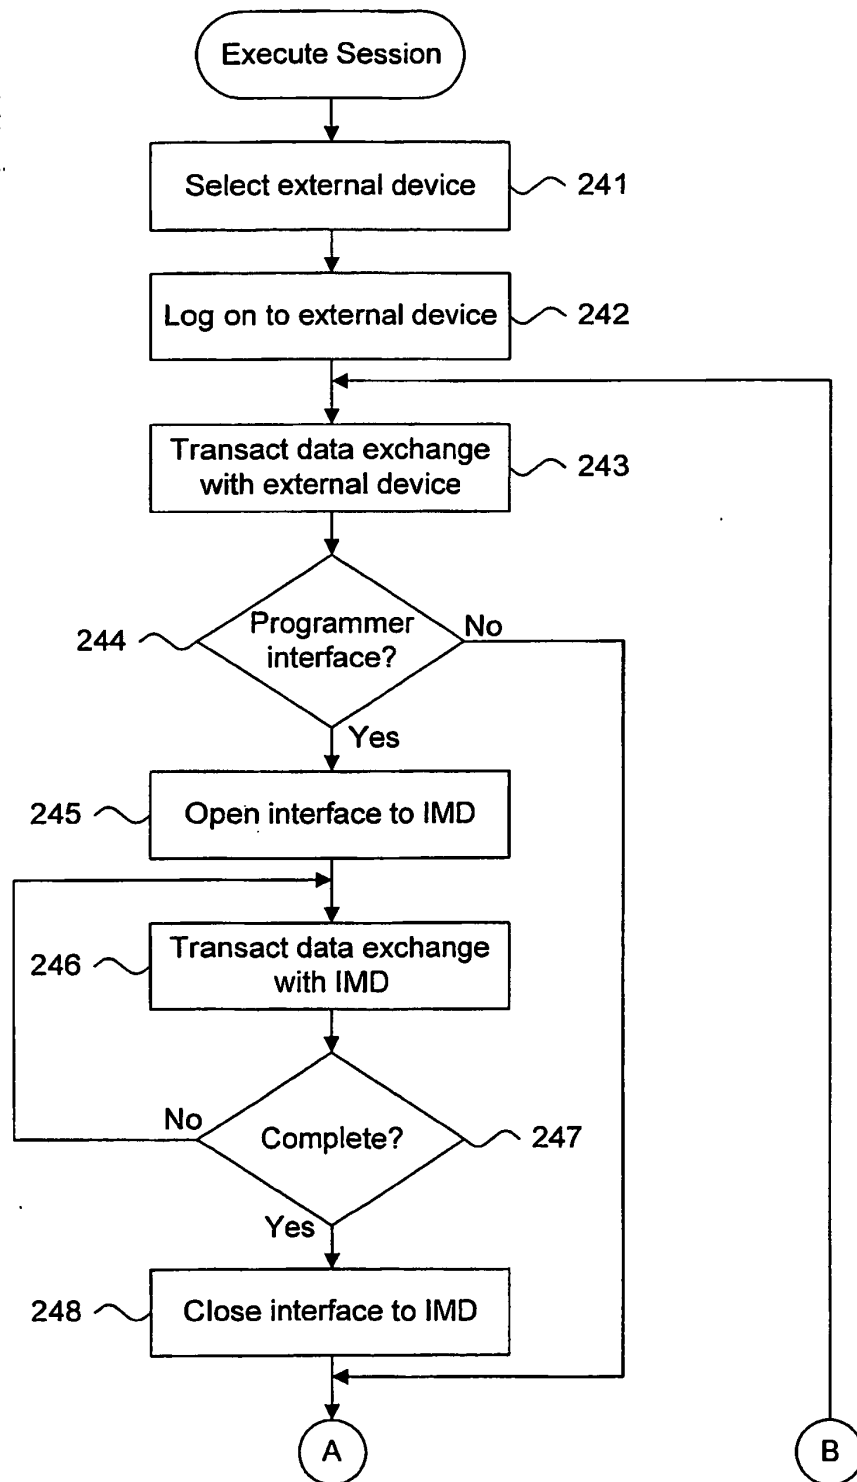 Execute Session
Select external device
241
Log on to external device
242
Transact data exchange
with external device
243
244
Programmer
interface?
No
Yes
245
Open interface to IMD
246
Transact data exchange
with IMD
No
Complete?
247
Yes
248
Close interface to IMD
A
B